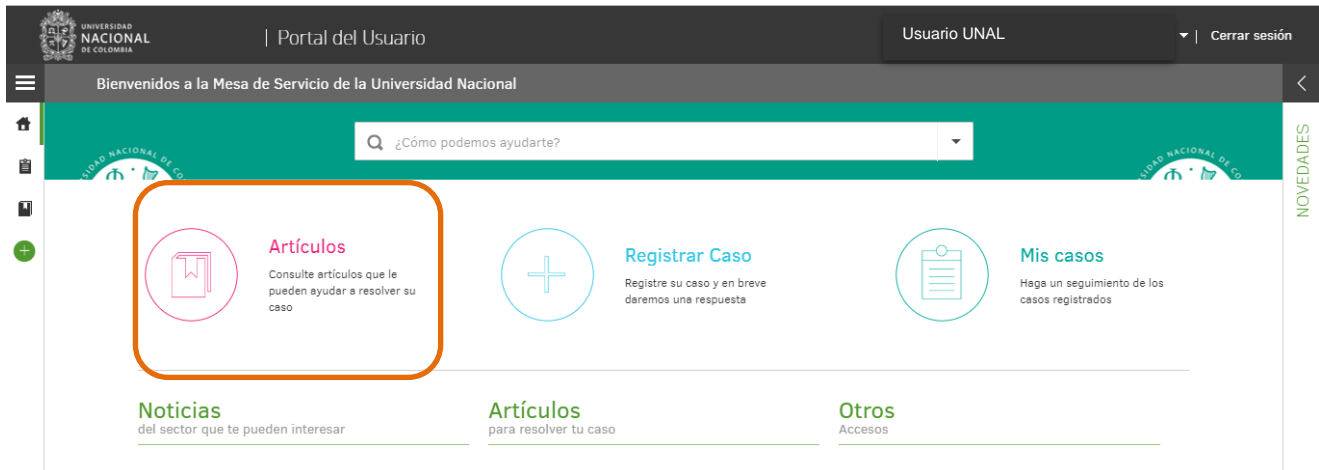 UNIVERSIDAD
NACIONAL
DE COLOMBIA
| Portal del Usuario
Usuario UNAL
| Cerrar sesión
Bienvenidos a la Mesa de Servicio de la Universidad Nacional
¿Cómo podemos ayudarte?
NOVEDADES
Artículos
Consulte artículos que le
pueden ayudar a resolver su
caso
Registrar Caso
Registre su caso y en breve
daremos una respuesta
Mis casos
Haga un seguimiento de los
casos registrados
Noticias
del sector que te pueden interesar
Artículos
para resolver tu caso
Otros
Accesos